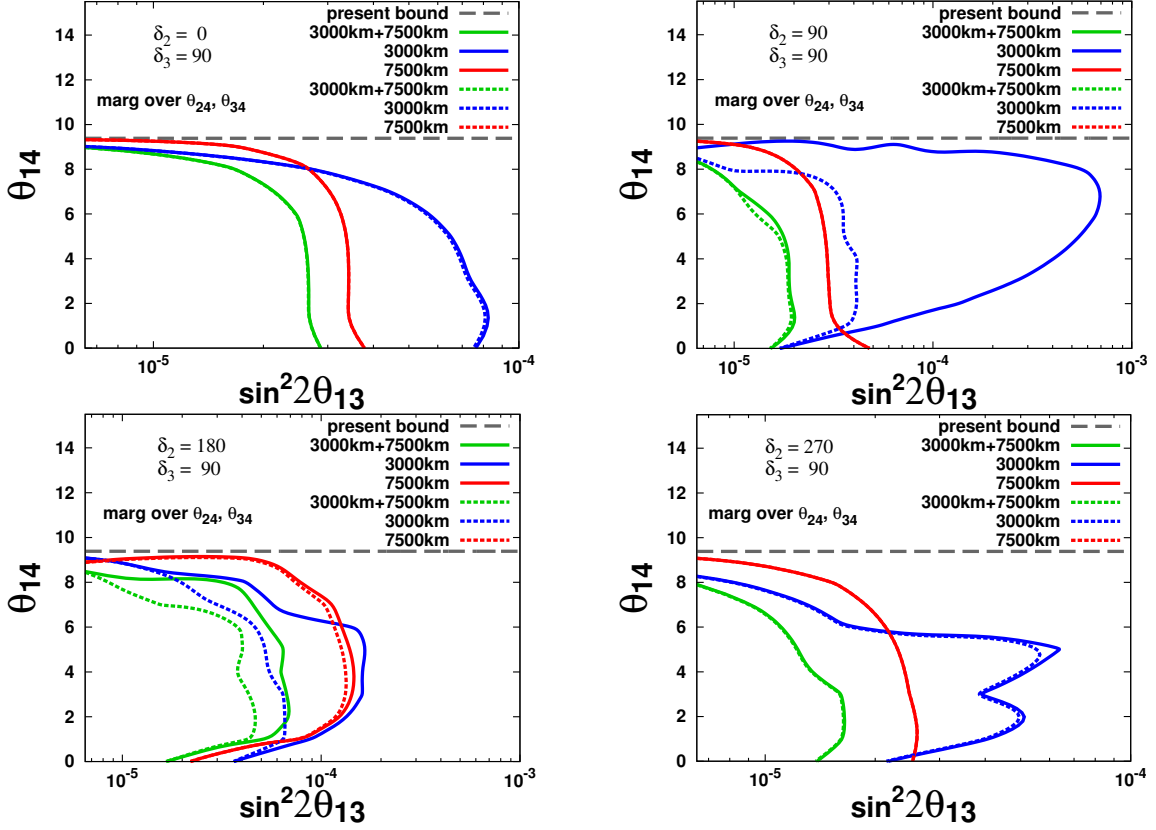 present bound
3000km+7500km
3000km
7500km
3000km+7500km
3000km
7500km
δ2 = 0
δ3 = 90
marg over θ24, θ34
14
12
10
8
6
4
2
0
θ14
10-5
10-4
sin22θ13
present bound
3000km+7500km
3000km
7500km
3000km+7500km
3000km
7500km
δ2 = 90
δ3 = 90
marg over θ24, θ34
14
12
10
8
6
4
2
0
θ14
10-5
10-4
10-3
sin22θ13
present bound
3000km+7500km
3000km
7500km
3000km+7500km
3000km
7500km
δ2 = 180
δ3 = 90
marg over θ24, θ34
14
12
10
8
6
4
2
0
θ14
10-5
10-4
10-3
sin22θ13
present bound
3000km+7500km
3000km
7500km
3000km+7500km
3000km
7500km
δ2 = 270
δ3 = 90
marg over θ24, θ34
14
12
10
8
6
4
2
0
θ14
10-5
10-4
sin22θ13